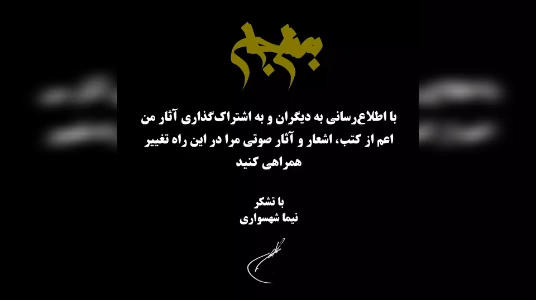 با اطلاع‌رسانی به دیگران و به اشتراک‌گذاری آثار من
اعم از کتب، اشعار و آثار صوتی مرا در این راه تغییر
همراهی کنید
با تشکر
نیما شهسواری